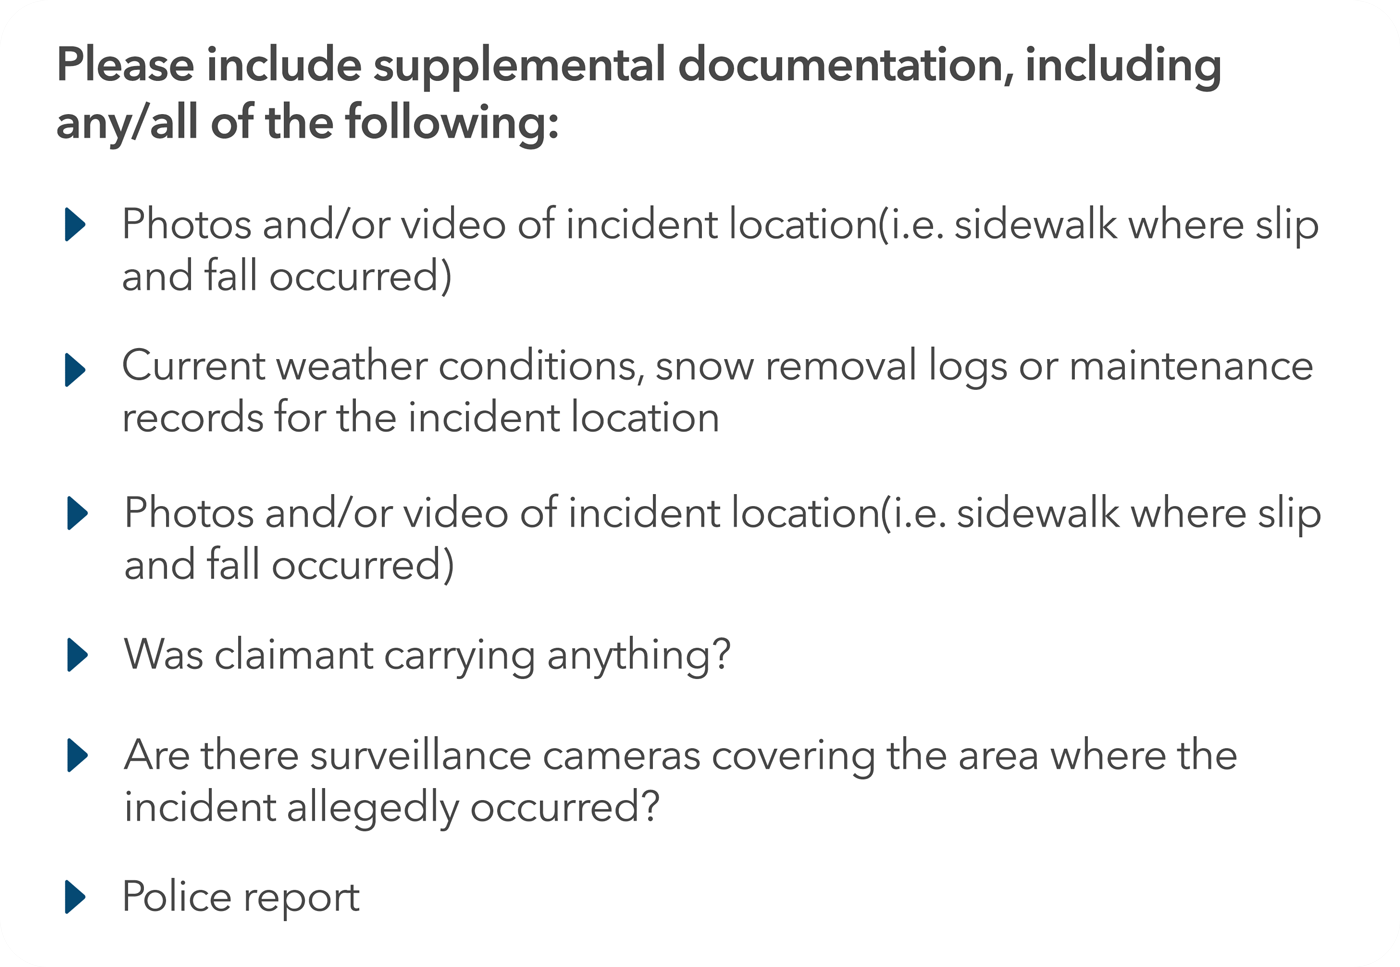 Please include supplemental documentation, including
any/all of the following:
Photos and/or video of incident location(i.e. sidewalk where slip
and fall occurred)
Current weather conditions, snow removal logs or maintenance
records for the incident location
Photos and/or video of incident location(i.e. sidewalk where slip
and fall occurred)
Was claimant carrying anything?
Are there surveillance cameras covering the area where the
incident allegedly occurred?
Police report